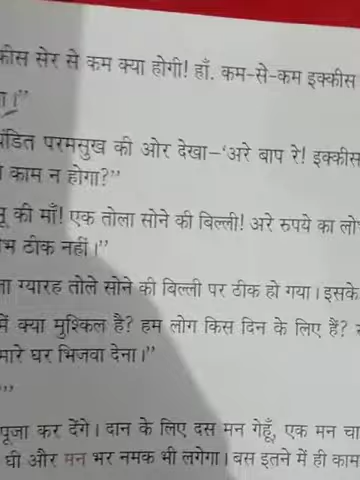 कीस सेर से कम क्या होगी! हाँ. कम-से-कम इक्कीस
ा।”
पंडित परमसुख की ओर देखा–‘अरे बाप रे! इक्कीस
काम न होगा?”
की माँ! एक तोला सोने की बिल्ली! अरे रुपये का लो
भ ठीक नहीं।”
ग्यारह तोले सोने की बिल्ली पर ठीक हो गया। इसके
में क्या मुश्किल है? हम लोग किस दिन के लिए हैं?
मारे घर भिजवा देना।”
”
पूजा कर देंगे। दान के लिए दस मन गेहूँ, एक मन चा
घी और मन भर नमक भी लगेगा। बस इतने में ही काम